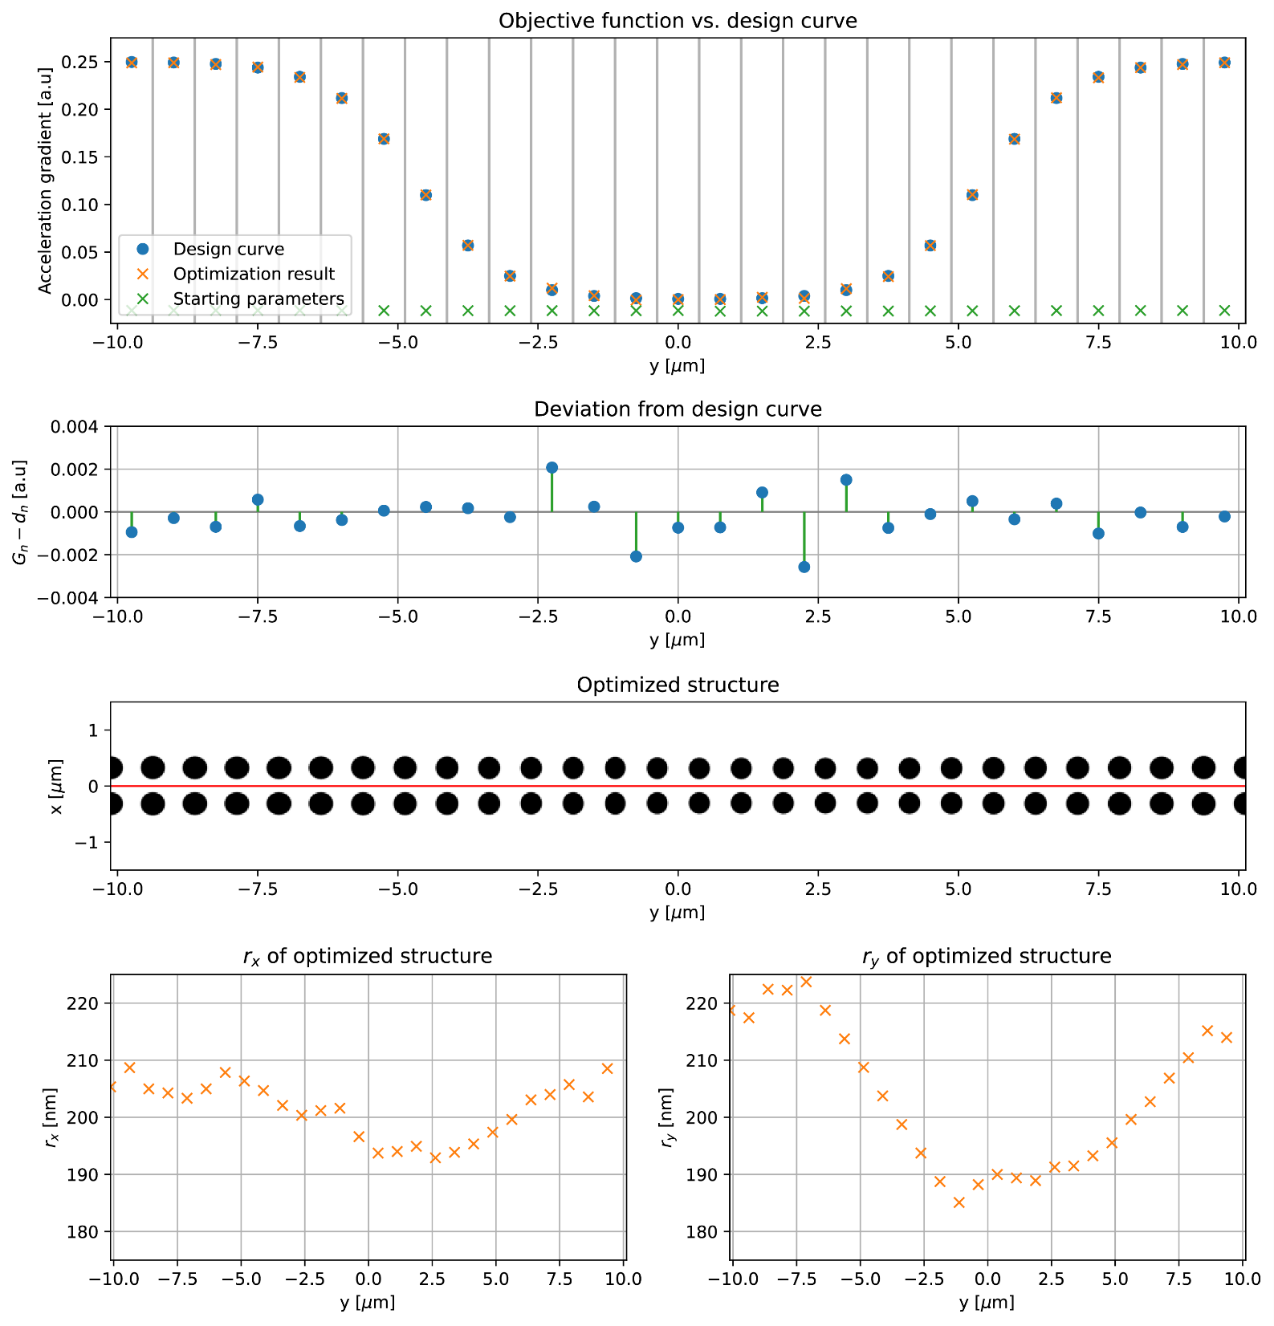 Objective function vs. design curve
Acceleration gradient [a.u]
0.25
0.20
0.15
0.10
0.05
0.00
Design curve
Optimization result
Starting parameters
−10.0 −7.5 −5.0 −2.5 0.0 2.5 5.0 7.5 10.0
y [μm]
Deviation from design curve
Gₙ − dₙ [a.u]
0.004
0.002
0.000
−0.002
−0.004
−10.0 −7.5 −5.0 −2.5 0.0 2.5 5.0 7.5 10.0
y [μm]
Optimized structure
x [μm]
1
0
−1
−10.0 −7.5 −5.0 −2.5 0.0 2.5 5.0 7.5 10.0
y [μm]
rₓ of optimized structure
rₓ [nm]
220
210
200
190
180
−10.0 −7.5 −5.0 −2.5 0.0 2.5 5.0 7.5 10.0
y [μm]
r_y of optimized structure
r_y [nm]
220
210
200
190
180
−10.0 −7.5 −5.0 −2.5 0.0 2.5 5.0 7.5 10.0
y [μm]